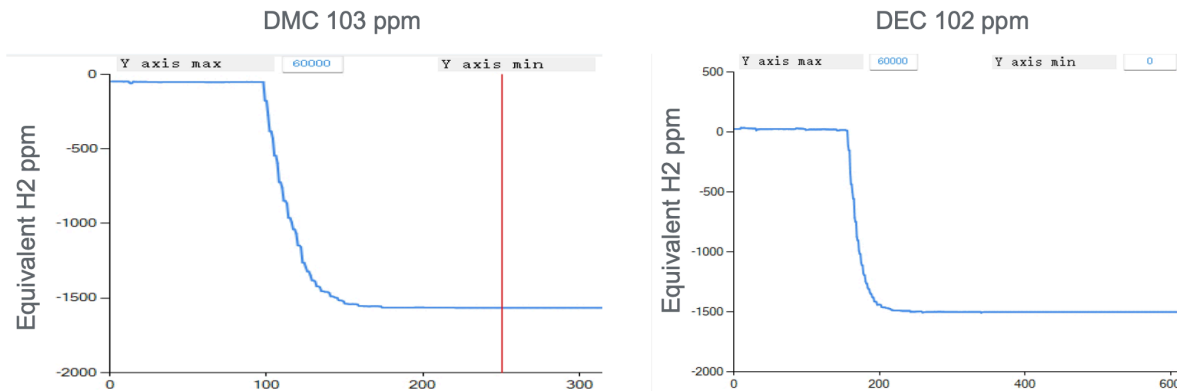 DMC 103 ppm
Y axis max 60000 Y axis min
Equivalent H2 ppm
0
-500
-1000
-1500
-2000
0 100 200 300
DEC 102 ppm
Y axis max 60000 Y axis min 0
Equivalent H2 ppm
500
0
-500
-1000
-1500
-2000
0 200 400